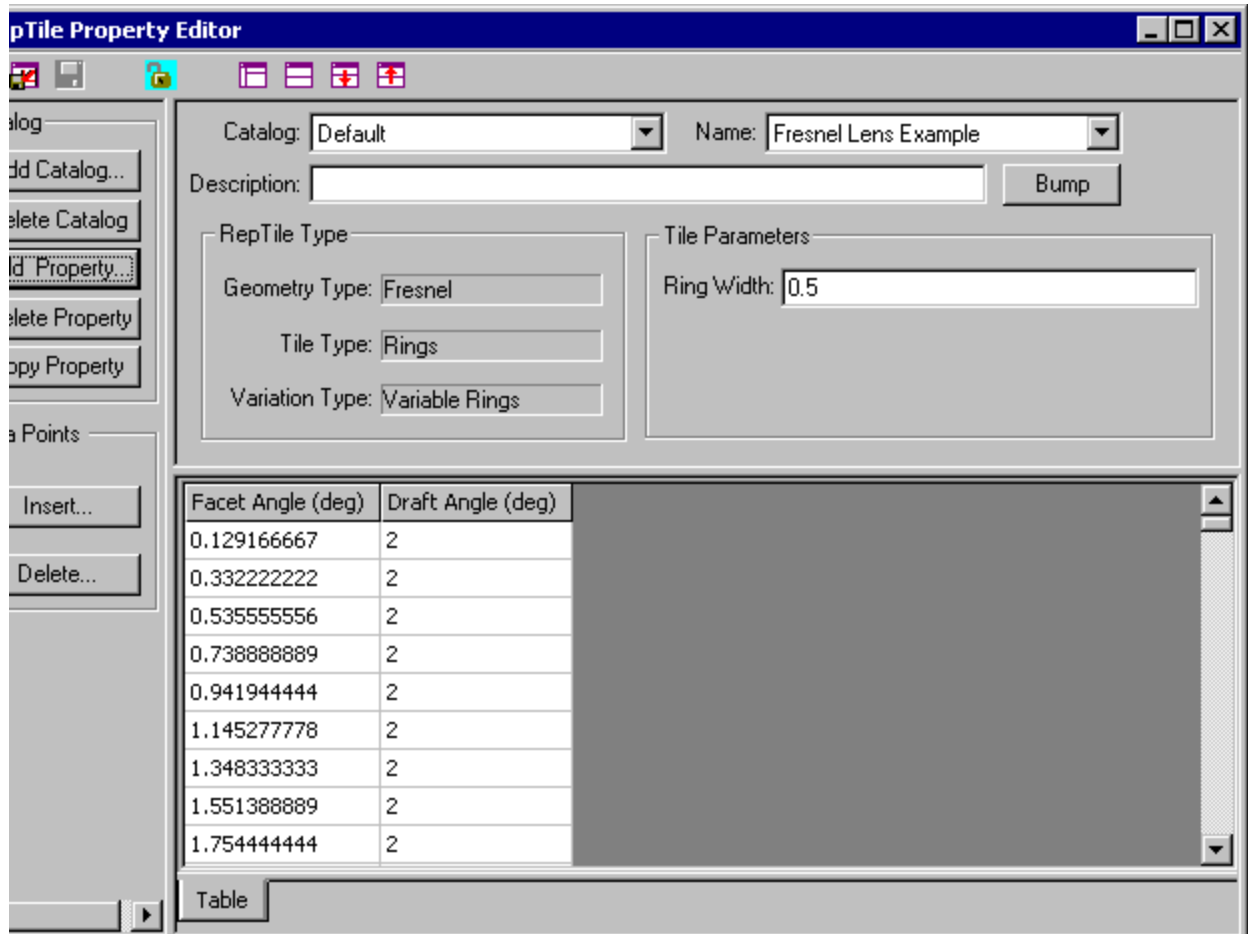 pTile Property Editor
alog
Catalog: Default
Name: Fresnel Lens Example
dd Catalog...
Description:
Bump
elete Catalog
RepTile Type
Tile Parameters
d Property...
Geometry Type: Fresnel
Ring Width: 0.5
elete Property
Tile Type: Rings
opy Property
Variation Type: Variable Rings
a Points
Insert...
Delete...
Facet Angle (deg) Draft Angle (deg)
0.129166667 2
0.332222222 2
0.535555556 2
0.738888889 2
0.941944444 2
1.145277778 2
1.348333333 2
1.551388889 2
1.754444444 2
Table